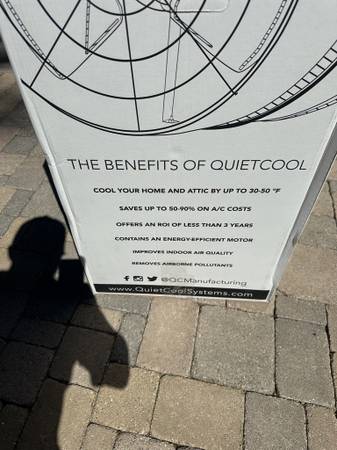 THE BENEFITS OF QUIETCOOL
COOL YOUR HOME AND ATTIC BY UP TO 30-50 °F
SAVES UP TO 50-90% ON A/C COSTS
OFFERS AN ROI OF LESS THAN 3 YEARS
CONTAINS AN ENERGY-EFFICIENT MOTOR
IMPROVES INDOOR AIR QUALITY
REMOVES AIRBORNE POLLUTANTS
@QCManufacturing
www.QuietCoolSystems.com